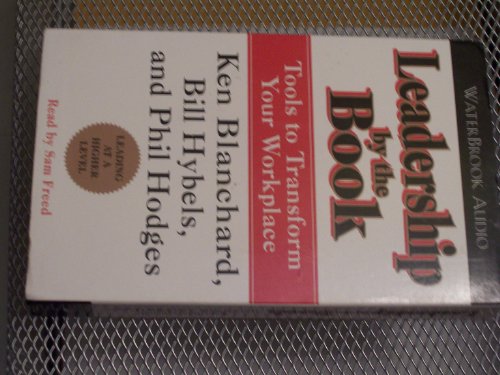 WATERBROOK AUDIO
Leadership
by the
Book
Tools to Transform
Your Workplace
Ken Blanchard,
Bill Hybels,
and Phil Hodges
LEADING
AT A
HIGHER
LEVEL
Read by Sam Freed